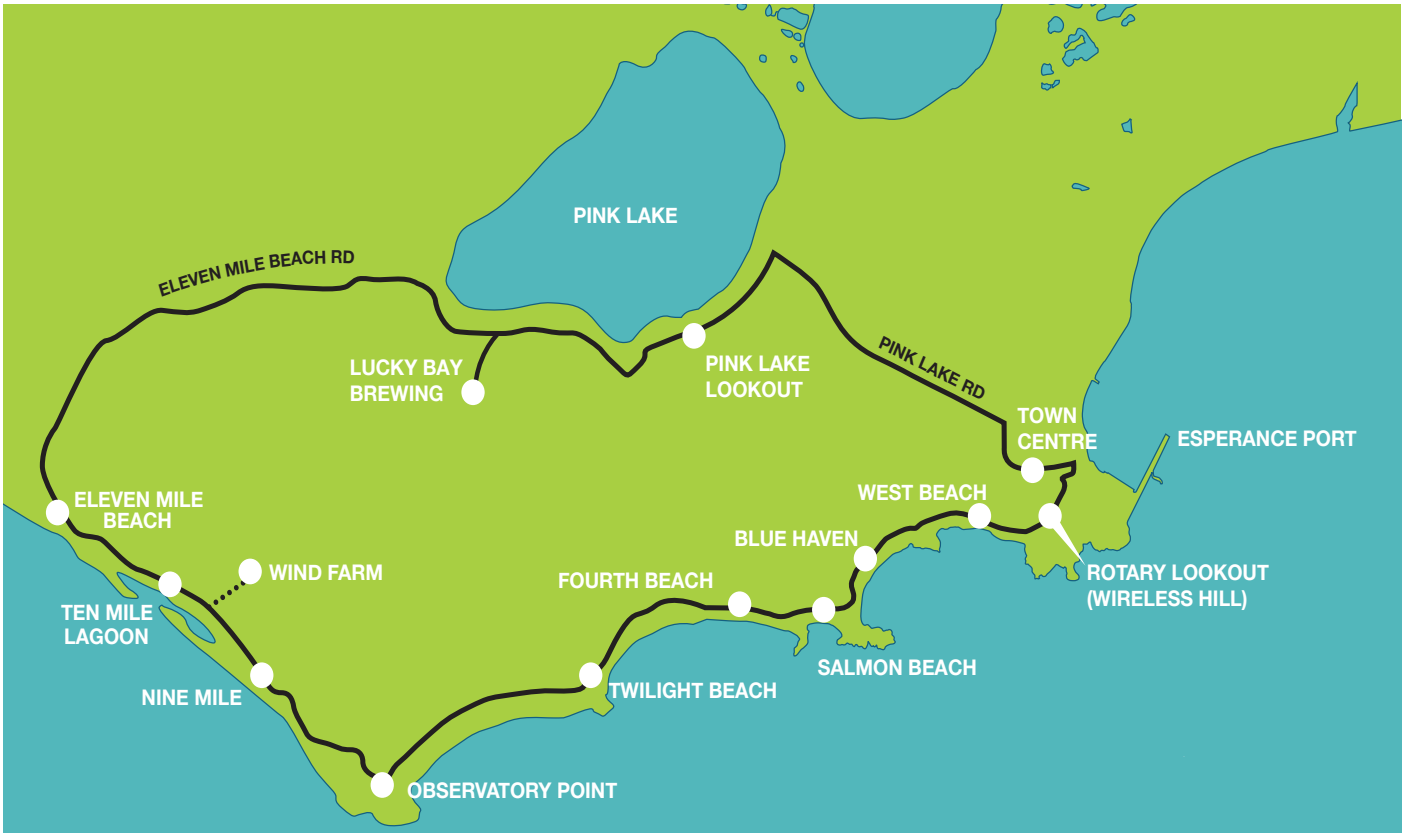 PINK LAKE
ELEVEN MILE BEACH RD
LUCKY BAY
BREWING
PINK LAKE
LOOKOUT
PINK LAKE RD
TOWN
CENTRE
ESPERANCE PORT
WEST BEACH
ELEVEN MILE
BEACH
BLUE HAVEN
WIND FARM
FOURTH BEACH
ROTARY LOOKOUT
(WIRELESS HILL)
TEN MILE
LAGOON
SALMON BEACH
NINE MILE
TWILIGHT BEACH
OBSERVATORY POINT